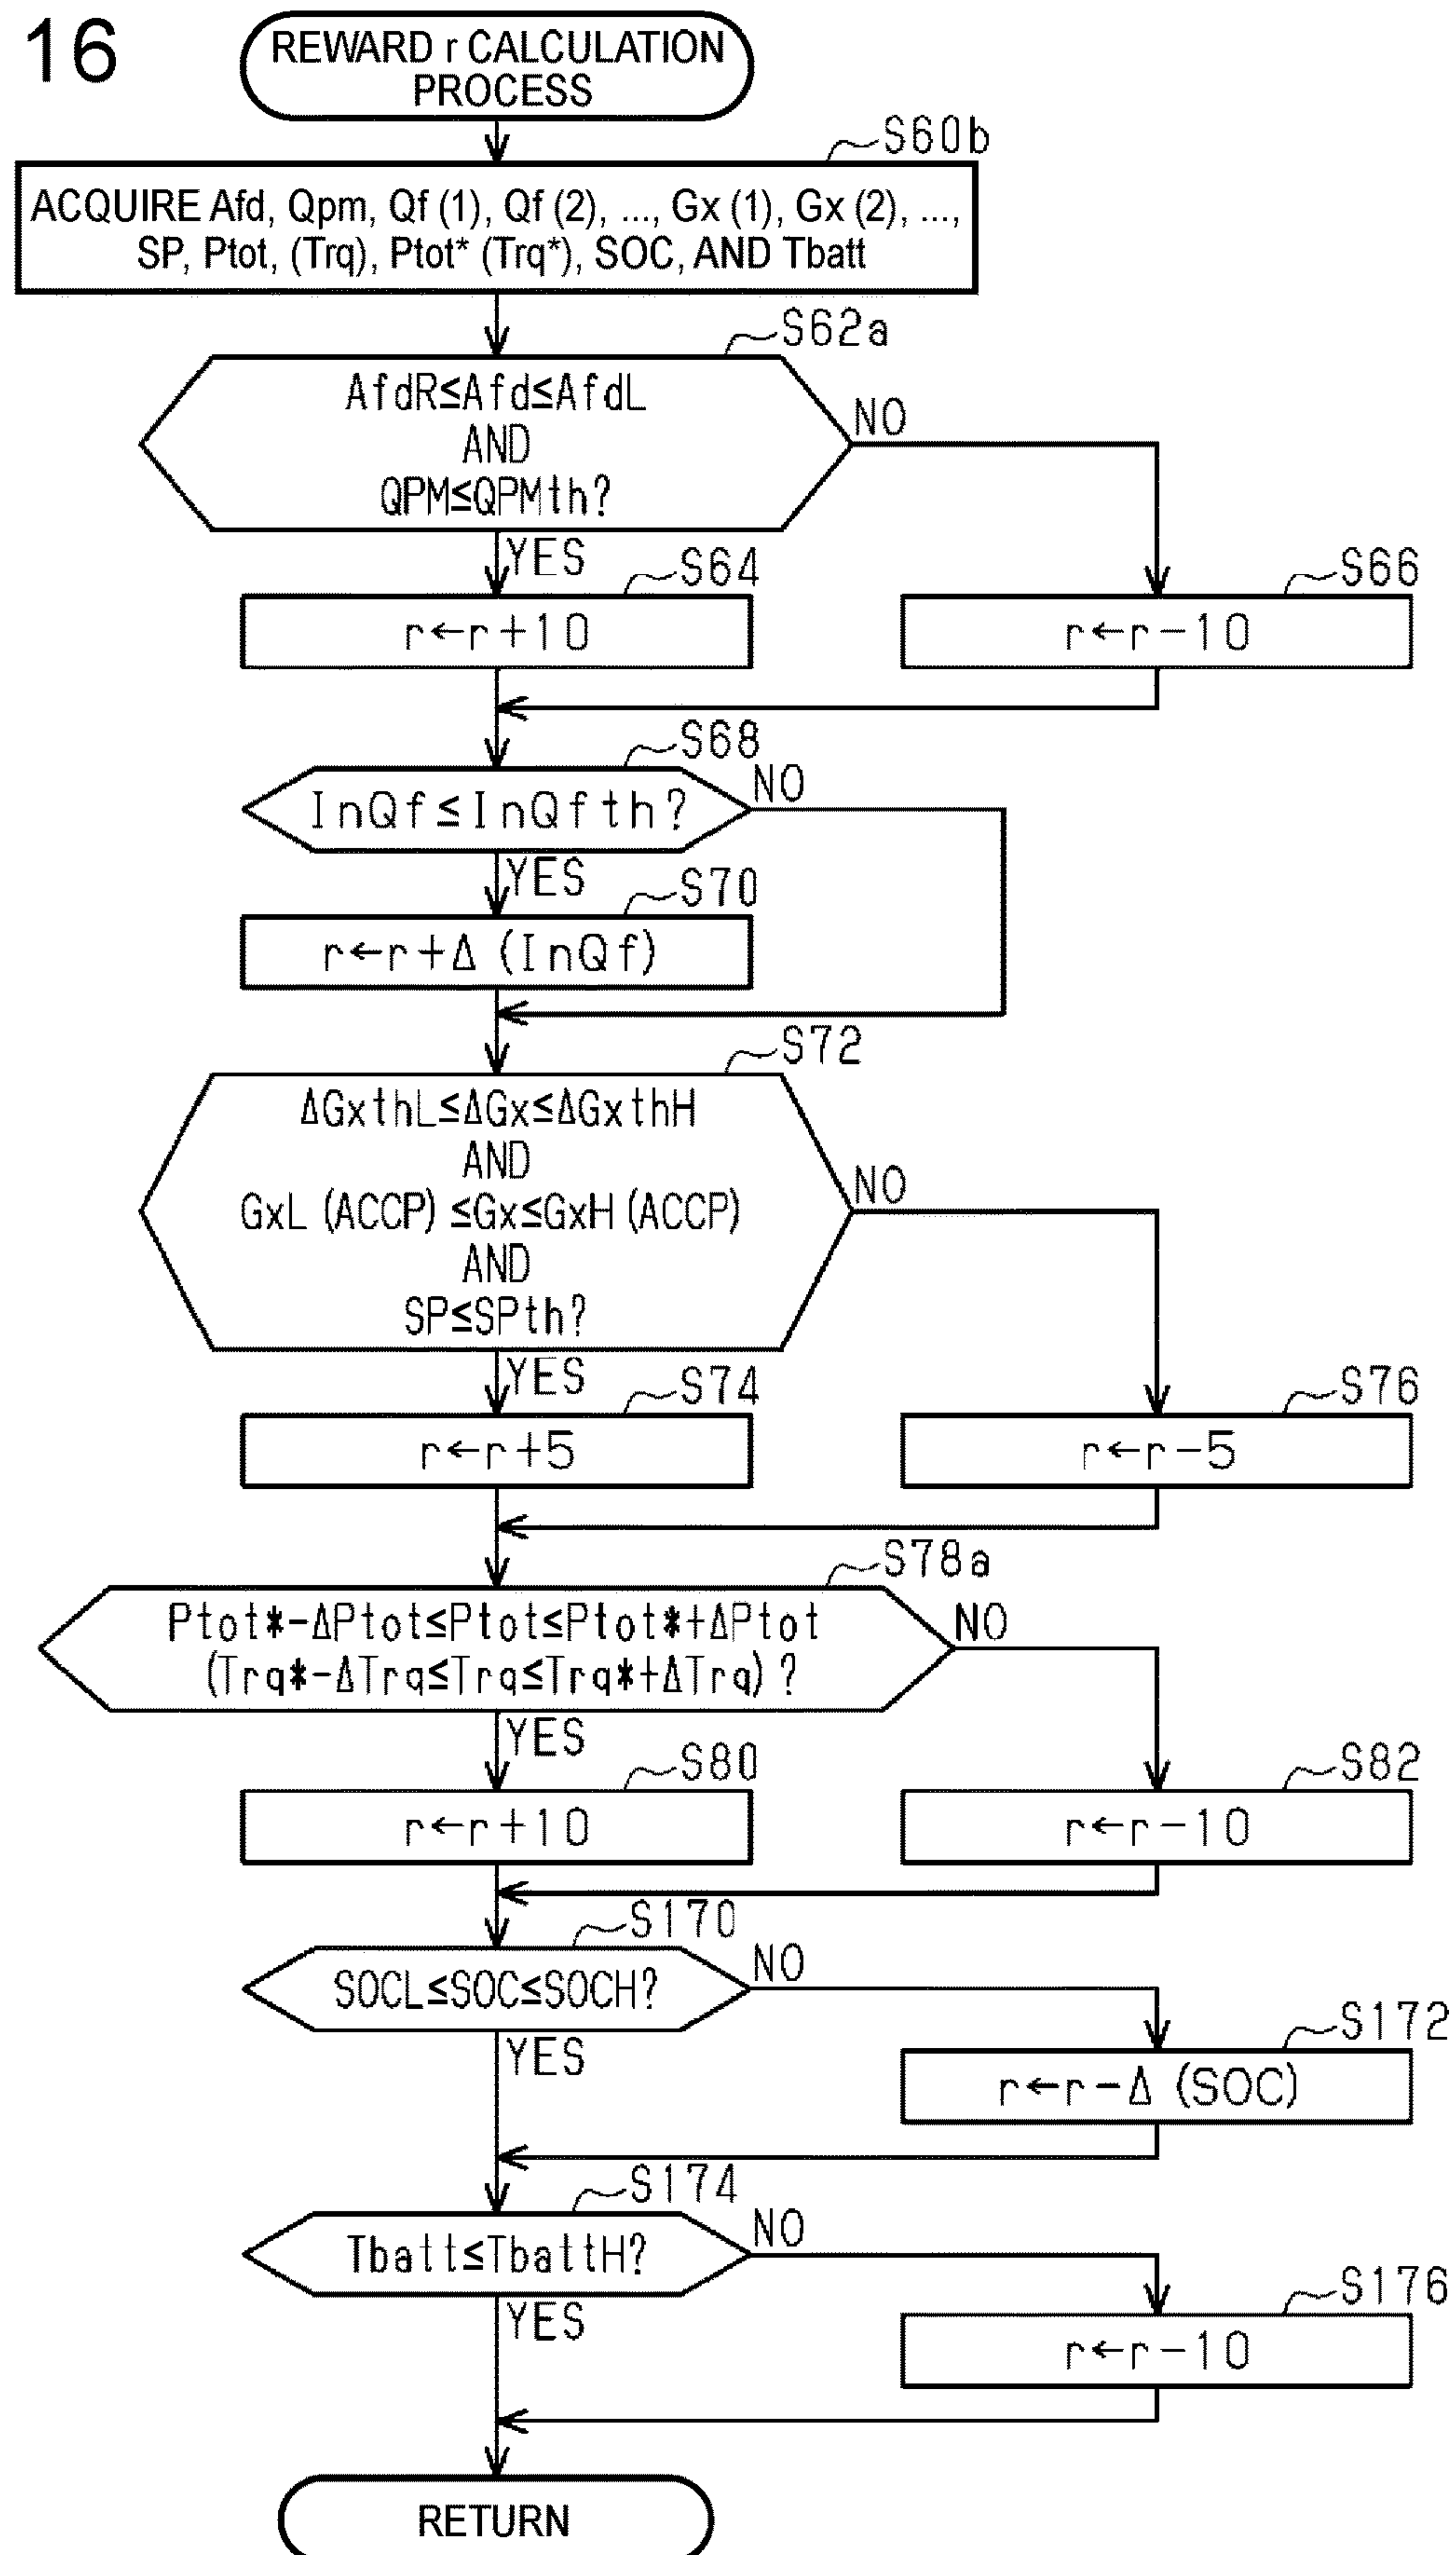 16
REWARD r CALCULATION
PROCESS
S60b
ACQUIRE Afd, Qpm, Qf (1), Qf (2), ..., Gx (1), Gx (2), ...,
SP, Ptot, (Trq), Ptot* (Trq*), SOC, AND Tbatt
S62a
AfdR≤Afd≤AfdL
AND
QPM≤QPMth?
NO
YES
S64
r←r+10
S66
r←r-10
S68
InQf≤InQfth?
NO
YES
S70
r←r+Δ (InQf)
S72
ΔGxthL≤ΔGx≤ΔGxthH
AND
GxL (ACCP) ≤Gx≤GxH (ACCP)
AND
SP≤SPth?
NO
YES
S74
r←r+5
S76
r←r-5
S78a
Ptot*-ΔPtot≤Ptot≤Ptot*+ΔPtot
(Trq*-ΔTrq≤Trq≤Trq*+ΔTrq) ?
NO
YES
S80
r←r+10
S82
r←r-10
S170
SOCL≤SOC≤SOCH?
NO
YES
S172
r←r-Δ (SOC)
S174
Tbatt≤TbattH?
NO
YES
S176
r←r-10
RETURN